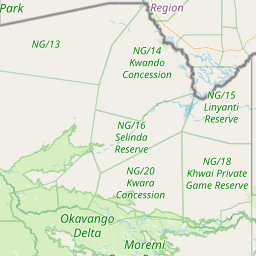 Park
Region
NG/13
NG/14
Kwando
Concession
NG/15
Linyanti
Reserve
NG/16
Selinda
Reserve
NG/18
Khwai Private
Game Reserve
NG/20
Kwara
Concession
Okavango
Delta
Moremi